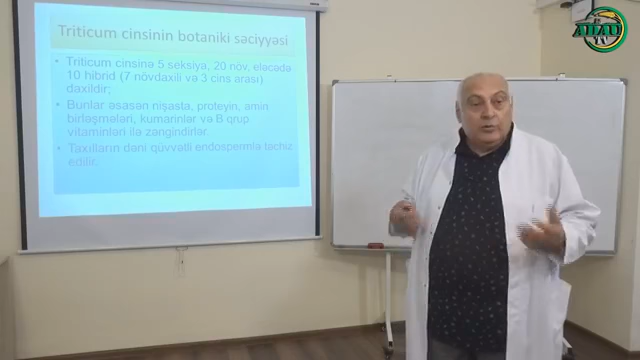 Triticum cinsinin botaniki səciyyəsi
• Triticum cinsinə 5 seksiya, 20 növ, eləcədə
10 hibrid (7 növdaxili və 3 cins arası)
daxildir;
• Bunlar əsasən nişasta, proteyin, amin
birləşmələri, kumarinlər və B qrup
vitaminləri ilə zəngindirlər.
• Taxılların dəni qüvvətli endospermlə təchiz
edilir.
ADAU
TV